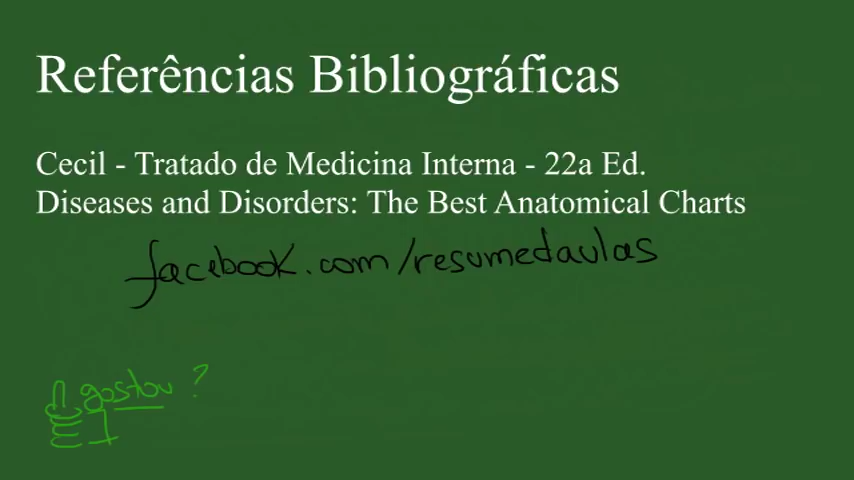 Referências Bibliográficas
Cecil - Tratado de Medicina Interna - 22a Ed.
Diseases and Disorders: The Best Anatomical Charts
facebook.com/resumedaulas
gostou ?